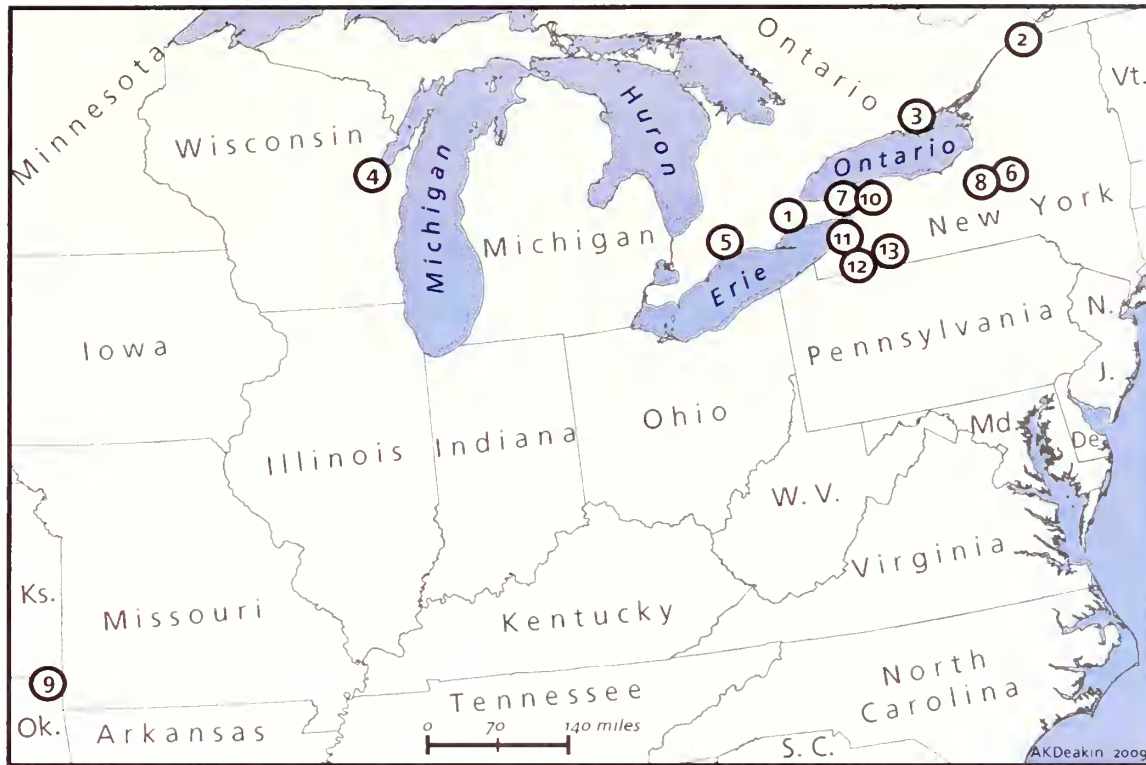 Minnesota
Wisconsin
Michigan
Huron
Ontario
Ontario
Vt.
2
3
4
7
10
8
6
1
5
11
12
13
New York
Michigan
Erie
Iowa
Pennsylvania
N.
J.
Illinois
Indiana
Ohio
Md.
De.
W.V.
Virginia
Ks.
Missouri
Kentucky
9
Ok.
Arkansas
Tennessee
North
Carolina
0 70 140 miles
S. C.
AKDeakin 2009